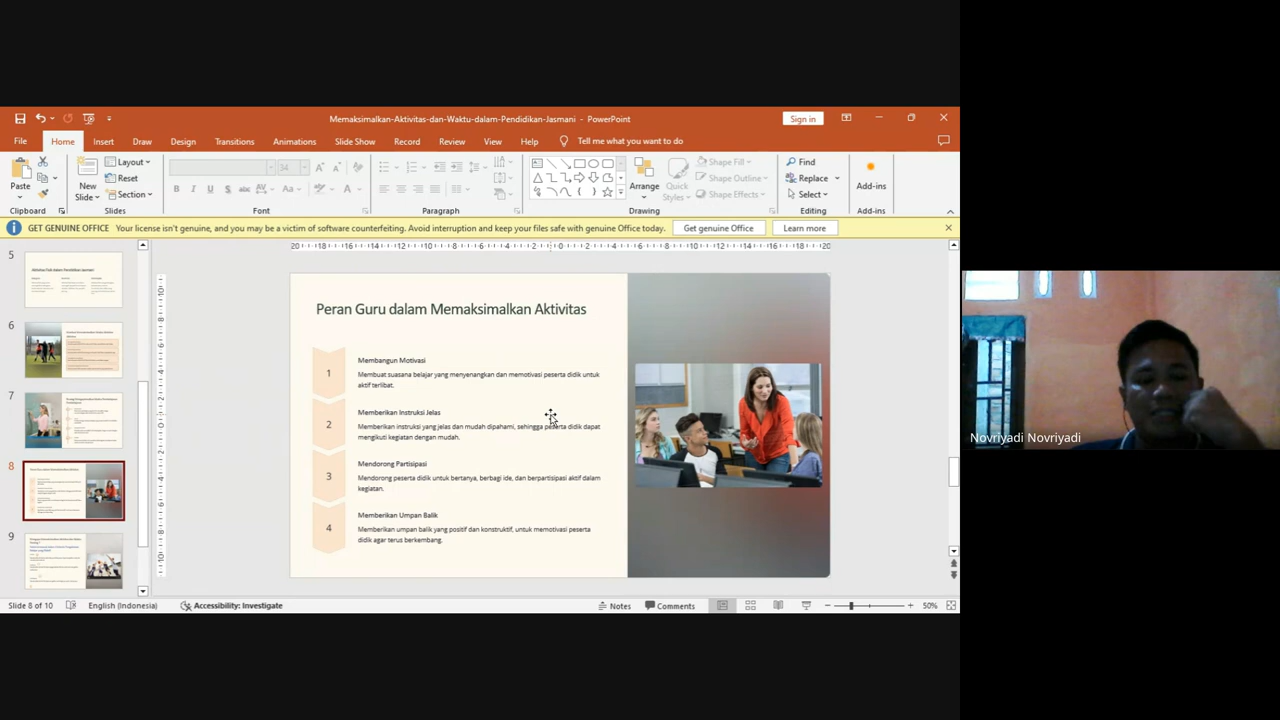 Memaksimalkan-Aktivitas-dan-Waktu-dalam-Pendidikan-Jasmani - PowerPoint
Sign in
File Home Insert Draw Design Transitions Animations Slide Show Record Review View Help Tell me what you want to do
Paste
New Slide
Layout
Reset
Section
34
B I U S abc AV Aa A
Arrange
Quick Styles
Shape Fill
Shape Outline
Shape Effects
Find
Replace
Select
Add-ins
Clipboard Slides Font Paragraph Drawing Editing Add-ins
GET GENUINE OFFICE Your license isn't genuine, and you may be a victim of software counterfeiting. Avoid interruption and keep your files safe with genuine Office today. Get genuine Office Learn more
5
6
7
8
9
Peran Guru dalam Memaksimalkan Aktivitas
1
Membangun Motivasi
Membuat suasana belajar yang menyenangkan dan memotivasi peserta didik untuk
aktif terlibat.
2
Memberikan Instruksi Jelas
Memberikan instruksi yang jelas dan mudah dipahami, sehingga peserta didik dapat
mengikuti kegiatan dengan mudah.
3
Mendorong Partisipasi
Mendorong peserta didik untuk bertanya, berbagi ide, dan berpartisipasi aktif dalam
kegiatan.
4
Memberikan Umpan Balik
Memberikan umpan balik yang positif dan konstruktif, untuk memotivasi peserta
didik agar terus berkembang.
Novriyadi Novriyadi
Slide 8 of 10 English (Indonesia) Accessibility: Investigate Notes Comments 50%